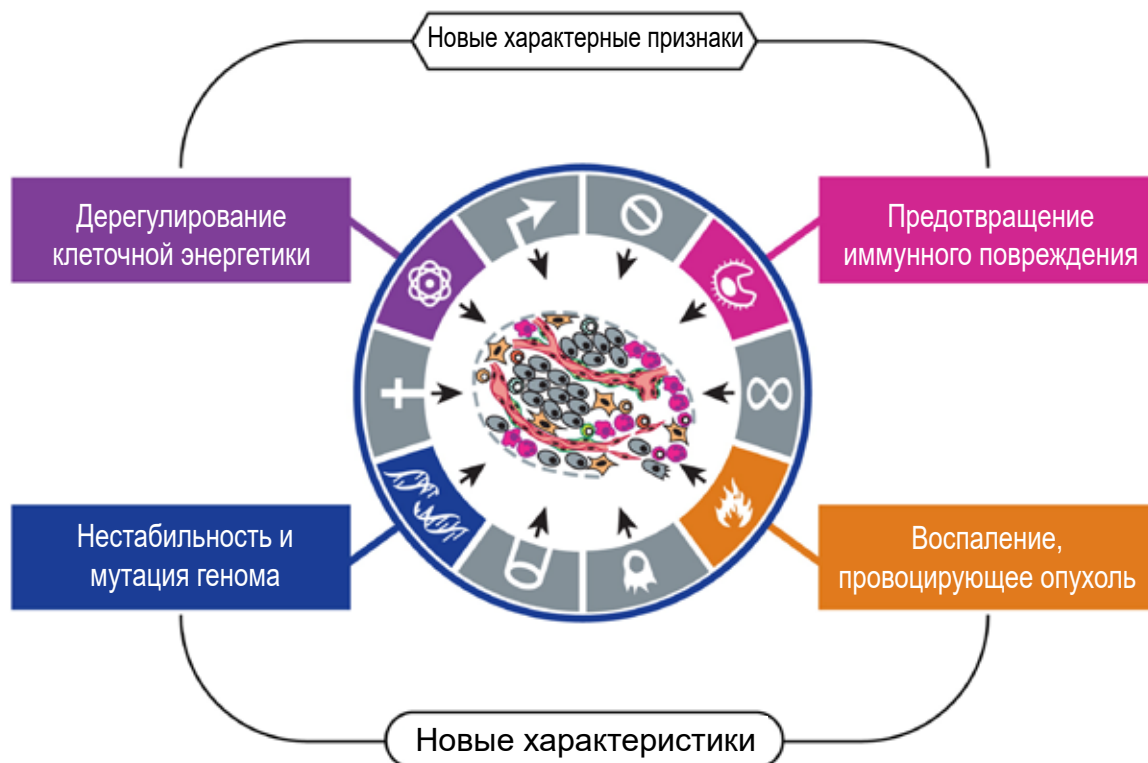 Новые характерные признаки
Дерегулирование
клеточной энергетики
Предотвращение
иммунного повреждения
Нестабильность и
мутация генома
Воспаление,
провоцирующее опухоль
Новые характеристики